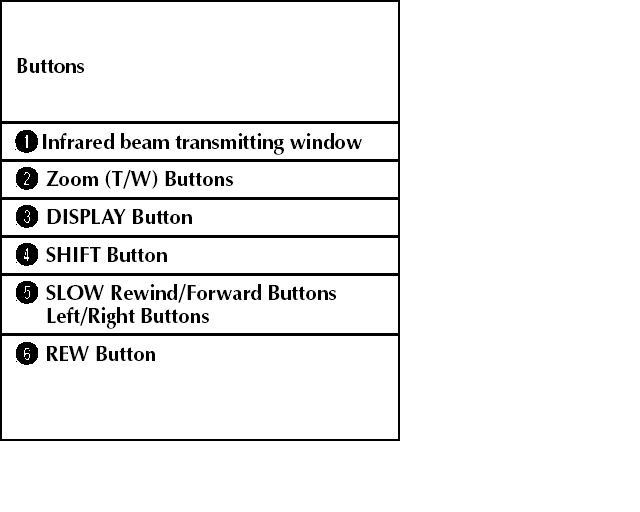 Buttons
❶ Infrared beam transmitting window
❷ Zoom (T/W) Buttons
❸ DISPLAY Button
❹ SHIFT Button
❺ SLOW Rewind/Forward Buttons
Left/Right Buttons
❻ REW Button